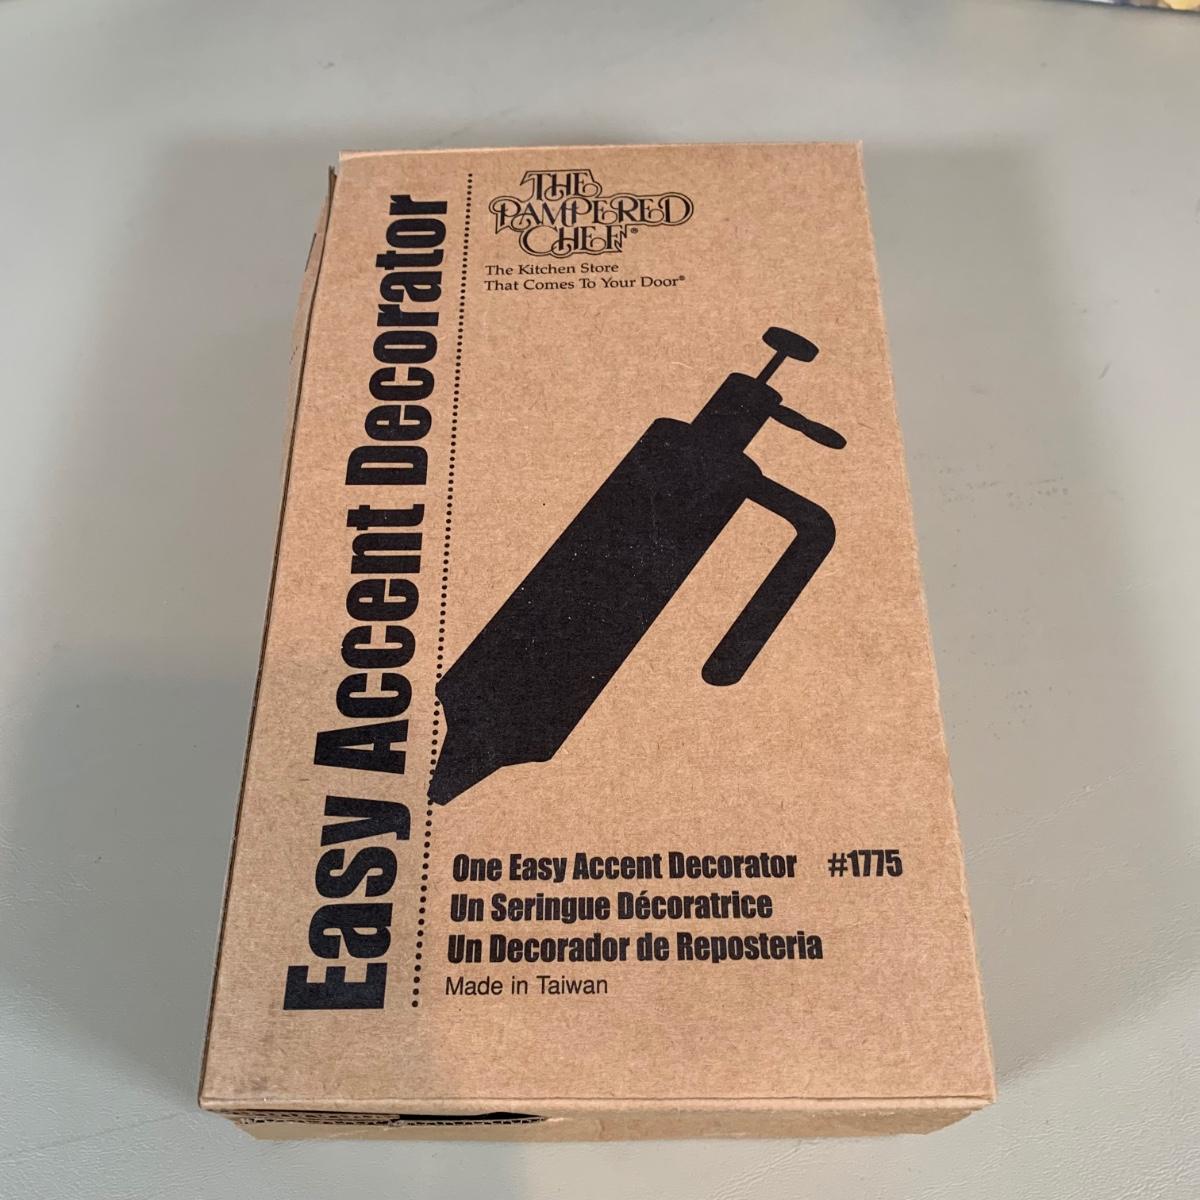 Easy Accent Decorator
THE
PAMPERED
CHEF®
The Kitchen Store
That Comes To Your Door®
One Easy Accent Decorator #1775
Un Seringue Décoratrice
Un Decorador de Reposteria
Made in Taiwan